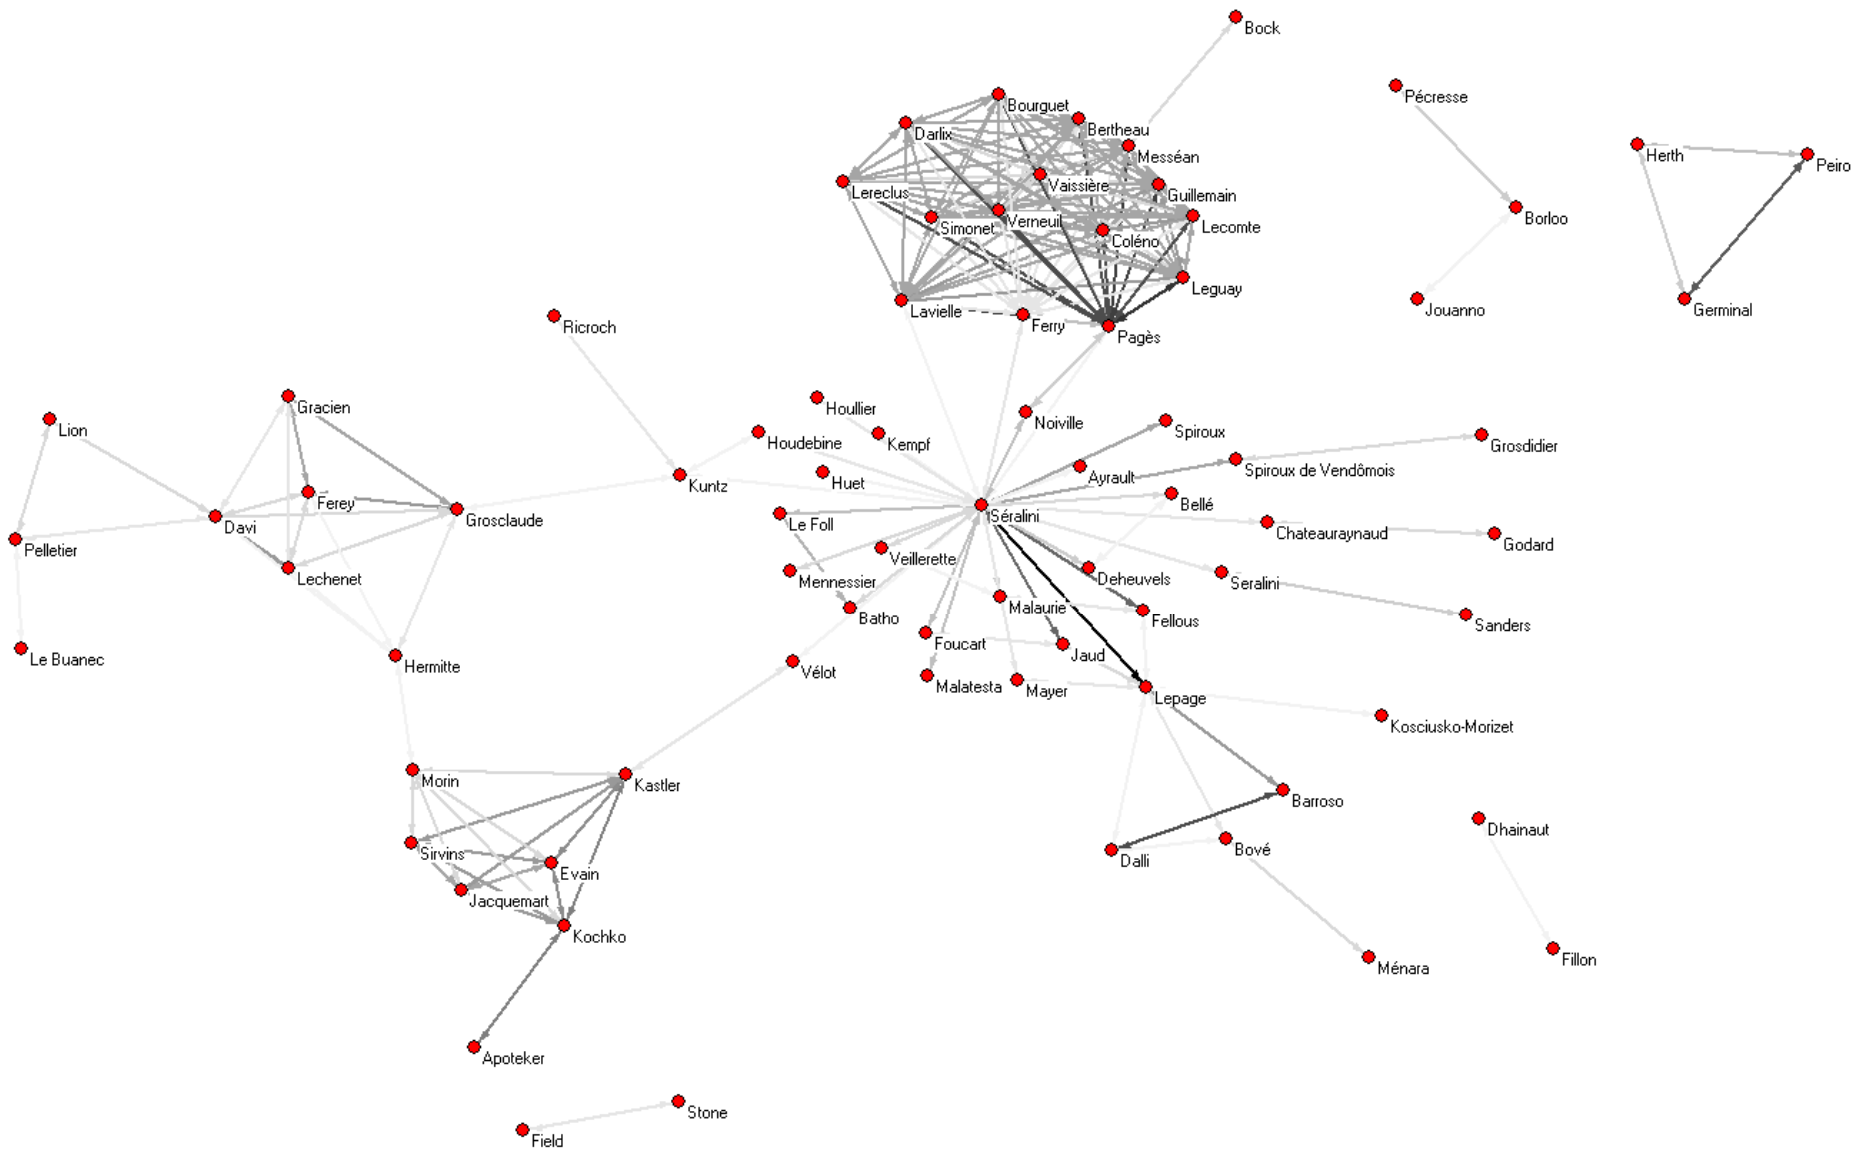 Bock
Pécresse
Bourguet
Bertheau
Darlix
Messéan
Herth
Peiro
Vaissière
Lereclus
Guillemain
Borloo
Verneuil
Simonet
Lecomte
Coléno
Leguay
Jouanno
Germinal
Lavielle
Ferry
Ricroch
Pagès
Gracien
Houllier
Noiville
Lion
Spiroux
Houdebine
Kempf
Grosdidier
Spiroux de Vendômois
Ayrault
Huet
Kuntz
Ferey
Bellé
Séralini
Grosclaude
Davi
Le Foll
Chateauraynaud
Godard
Pelletier
Veillerette
Lechenet
Deheuvels
Mennessier
Seralini
Malaurie
Batho
Fellous
Sanders
Foucart
Jaud
Le Buanec
Hermitte
Vélot
Malatesta
Mayer
Lepage
Kosciusko-Morizet
Morin
Kastler
Barroso
Dhainaut
Sirvins
Bové
Dalli
Evain
Jacquemart
Kochko
Fillon
Ménara
Apoteker
Stone
Field